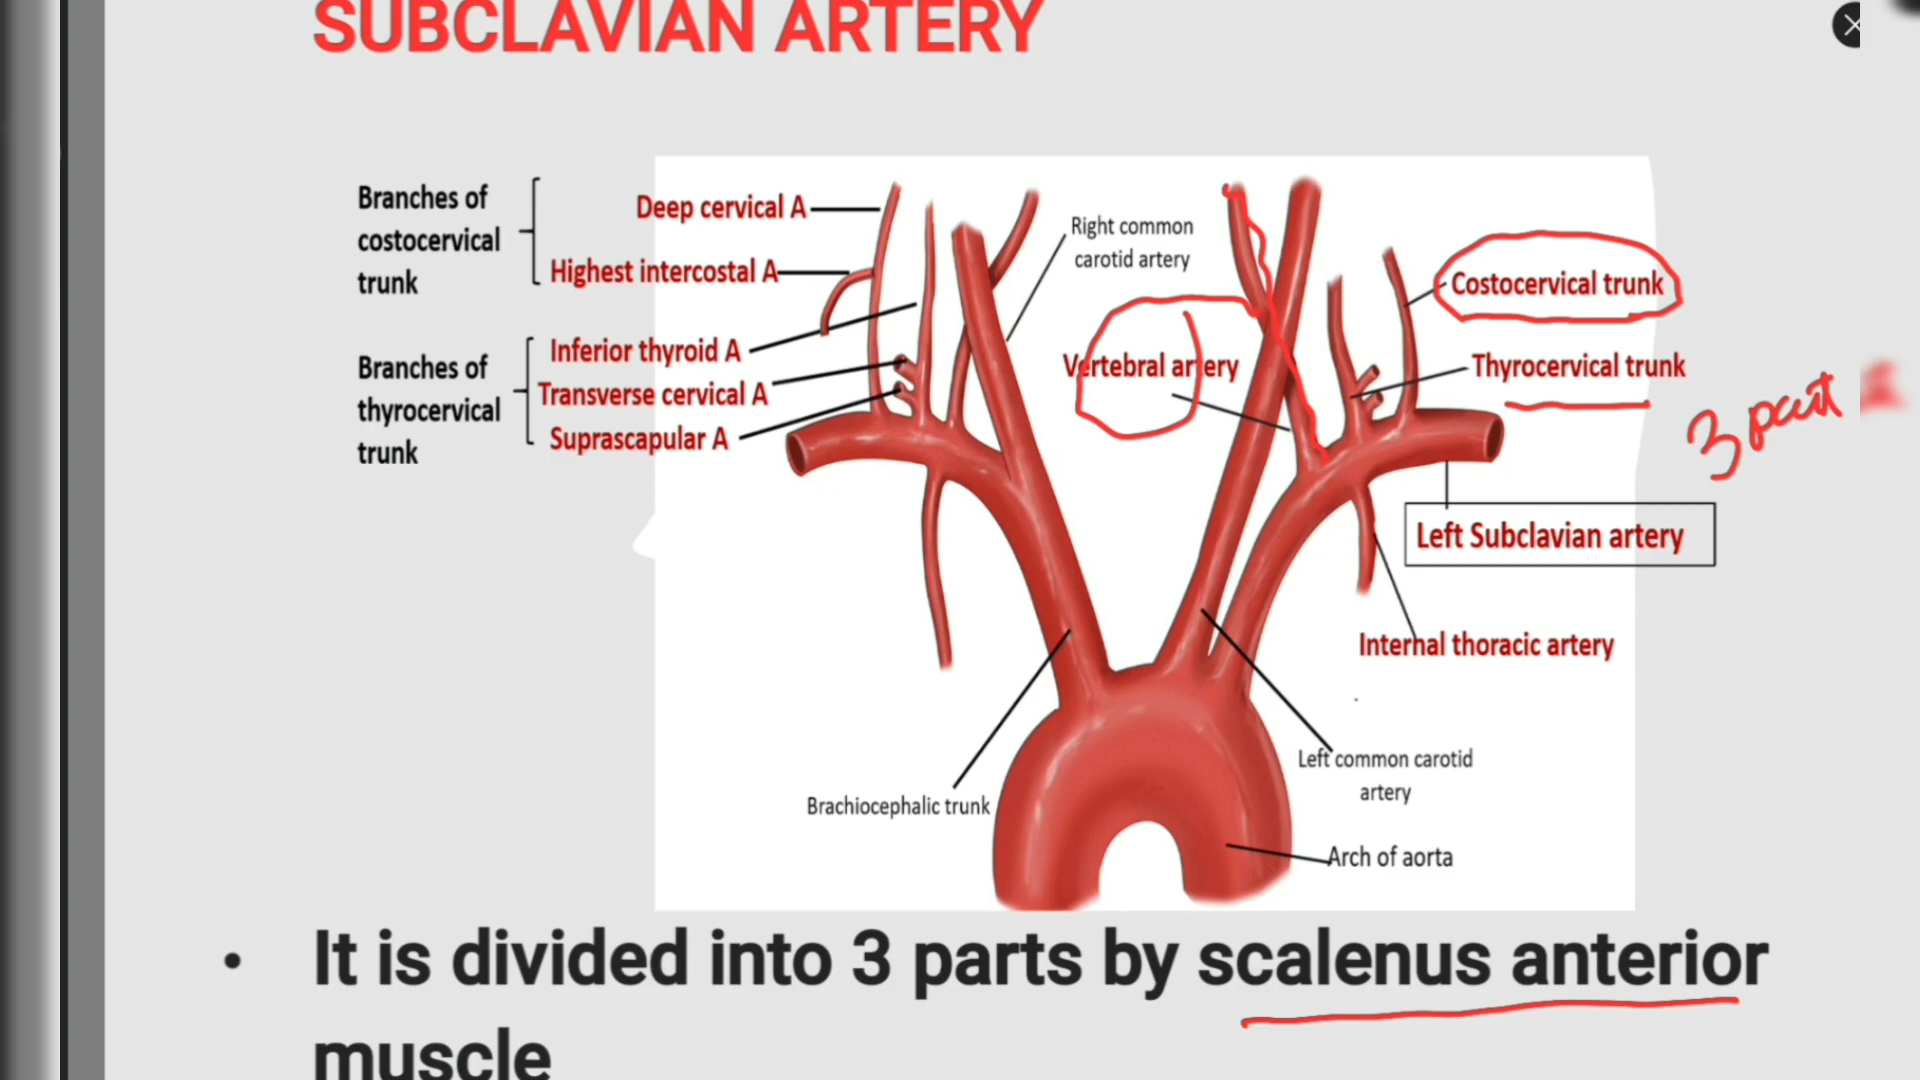 SUBCLAVIAN ARTERY
Branches of
costocervical
trunk
Deep cervical A
Highest intercostal A
Branches of
thyrocervical
trunk
Inferior thyroid A
Transverse cervical A
Suprascapular A
Right common
carotid artery
Vertebral artery
Costocervical trunk
Thyrocervical trunk
3 part
Left Subclavian artery
Internal thoracic artery
Left common carotid
artery
Brachiocephalic trunk
Arch of aorta
• It is divided into 3 parts by scalenus anterior
muscle